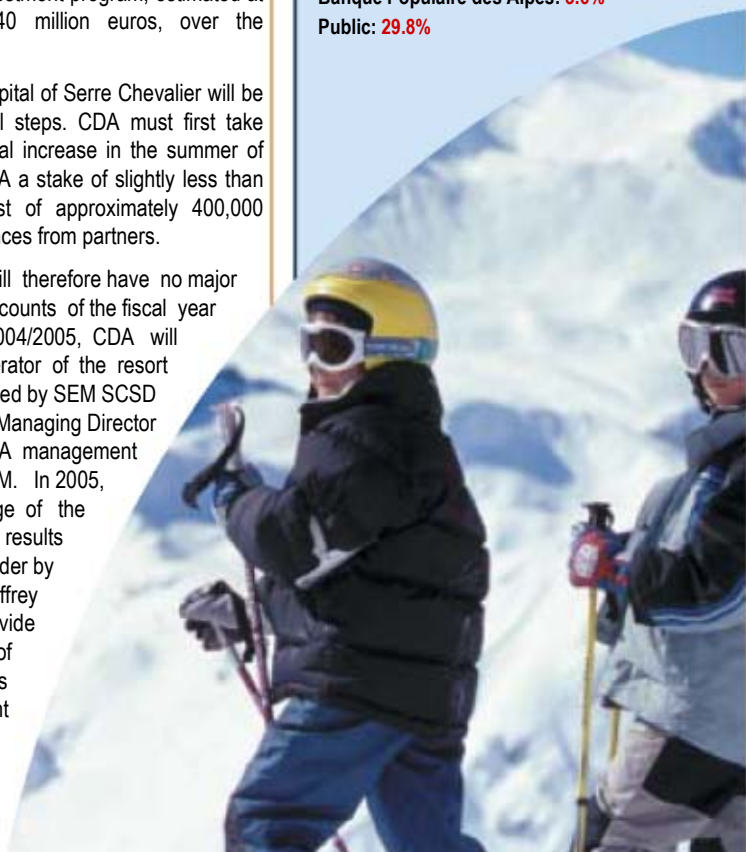 40 million euros, over the
pital of Serre Chevalier will be
l steps. CDA must first take
al increase in the summer of
A a stake of slightly less than
st of approximately 400,000
nces from partners.
ill therefore have no major
counts of the fiscal year
004/2005, CDA will
erator of the resort
ed by SEM SCSD
Managing Director
A management
M. In 2005,
ge of the
results
der by
ffrey
vide
of
s
nt
Public: 29.8%